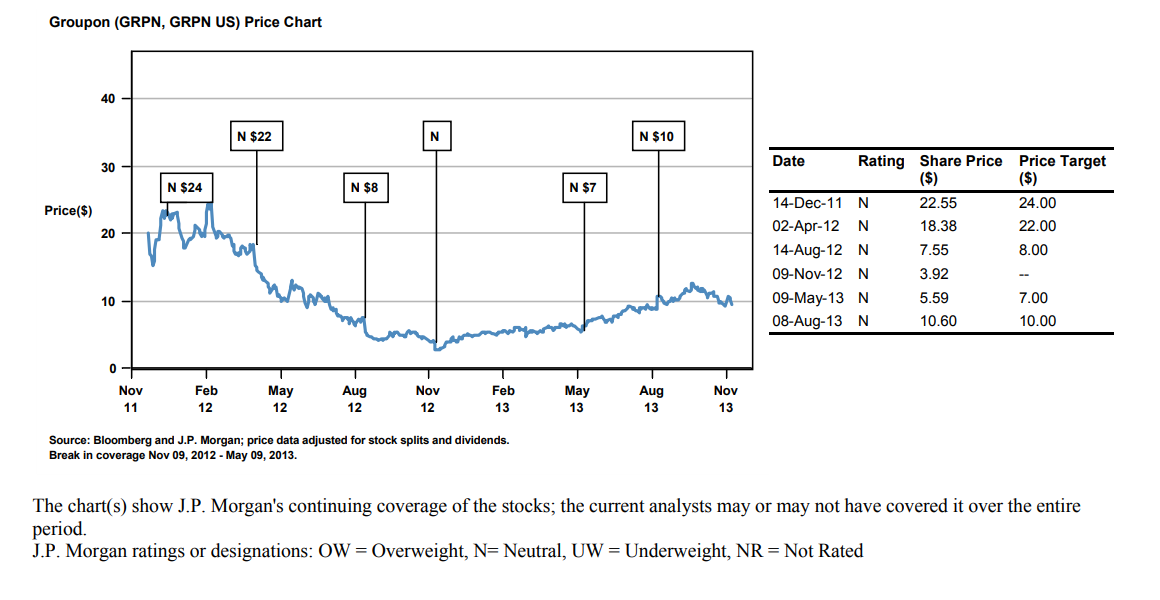 Groupon (GRPN, GRPN US) Price Chart
40
N $22
N
N $10
30
N $24
N $8
N $7
Price($)
20
10
0
Nov Feb May Aug Nov Feb May Aug Nov
11 12 12 12 12 13 13 13 13
Date Rating Share Price Price Target
($) ($)
14-Dec-11 N 22.55 24.00
02-Apr-12 N 18.38 22.00
14-Aug-12 N 7.55 8.00
09-Nov-12 N 3.92 --
09-May-13 N 5.59 7.00
08-Aug-13 N 10.60 10.00
Source: Bloomberg and J.P. Morgan; price data adjusted for stock splits and dividends.
Break in coverage Nov 09, 2012 - May 09, 2013.
The chart(s) show J.P. Morgan's continuing coverage of the stocks; the current analysts may or may not have covered it over the entire
period.
J.P. Morgan ratings or designations: OW = Overweight, N= Neutral, UW = Underweight, NR = Not Rated